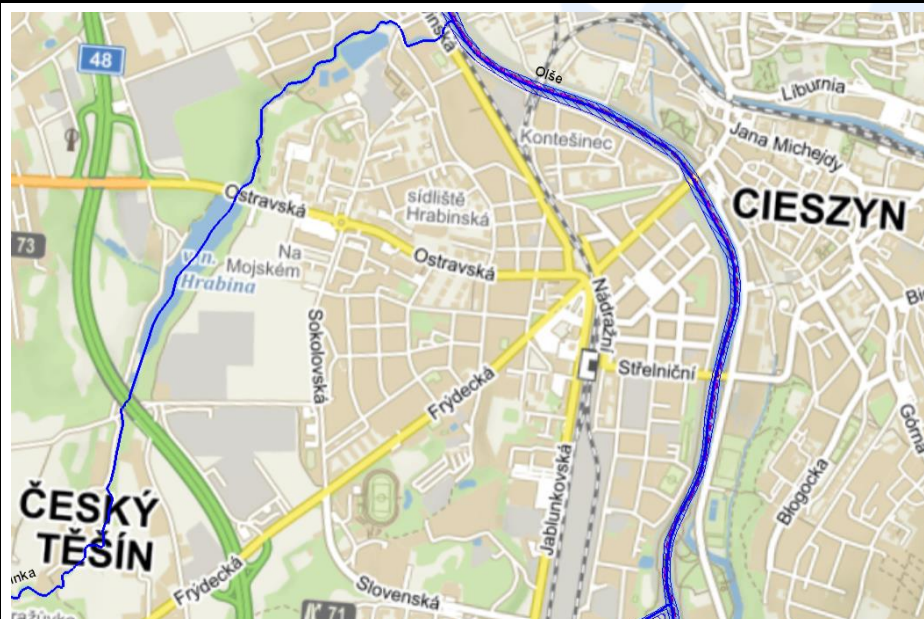 48
Olše
Liburnia
Kontešinec
Jana Michejdy
CIESZYN
Ostravská
sídliště
Hrabinská
73
Na
Mojském
v. n.
Hrabina
Ostravská
Nádražní
Sokolovská
Střelniční
Frýdecká
Górna
Błogocka
Jablunkovská
ČESKÝ
TĚŠÍN
Frýdecká
Slovenská
71